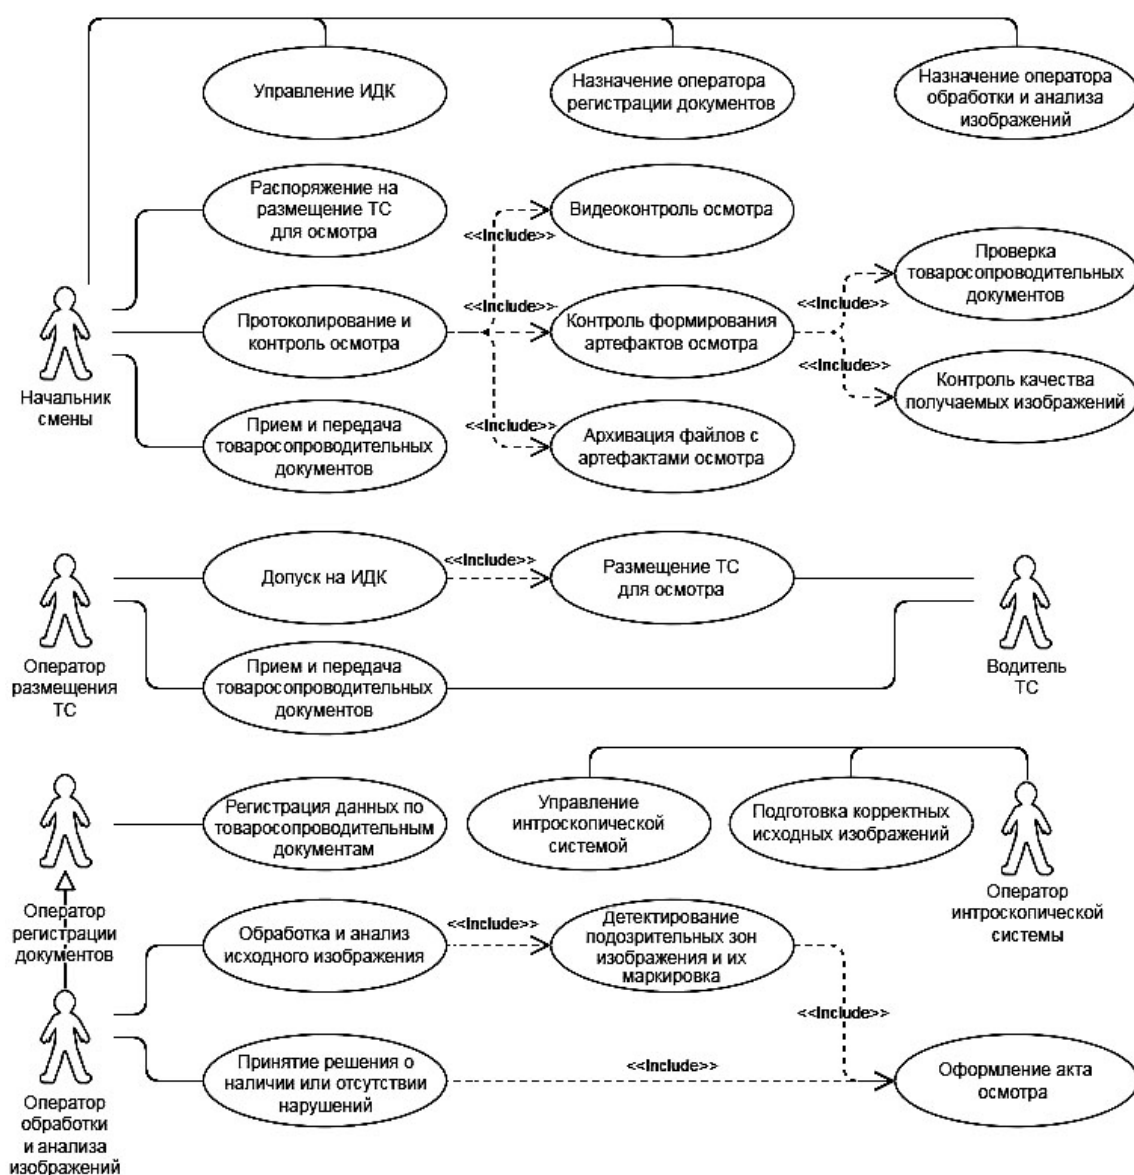 Управление ИДК
Назначение оператора
регистрации документов
Назначение оператора
обработки и анализа
изображений
Распоряжение на
размещение ТС
для осмотра
<<Include>>
Видеоконтроль осмотра
Проверка
товаросопроводительных
документов
Начальник
смены
Протоколирование и
контроль осмотра
<<Include>>
Контроль формирования
артефактов осмотра
<<Include>>
<<Include>>
Контроль качества
получаемых изображений
Прием и передача
товаросопроводительных
документов
<<Include>>
Архивация файлов с
артефактами осмотра
Оператор
размещения
ТС
Допуск на ИДК
<<Include>>
Размещение ТС
для осмотра
Водитель
ТС
Прием и передача
товаросопроводительных
документов
Оператор
регистрации
документов
Регистрация данных по
товаросопроводительным
документам
Управление
интроскопической
системой
Подготовка корректных
исходных изображений
Оператор
интроскопической
системы
Обработка и анализ
исходного изображения
<<Include>>
Детектирование
подозрительных зон
изображения и их
маркировка
<<Include>>
Оператор
обработки
и анализа
изображений
Принятие решения о
наличии или отсутствии
нарушений
<<Include>>
Оформление акта
осмотра